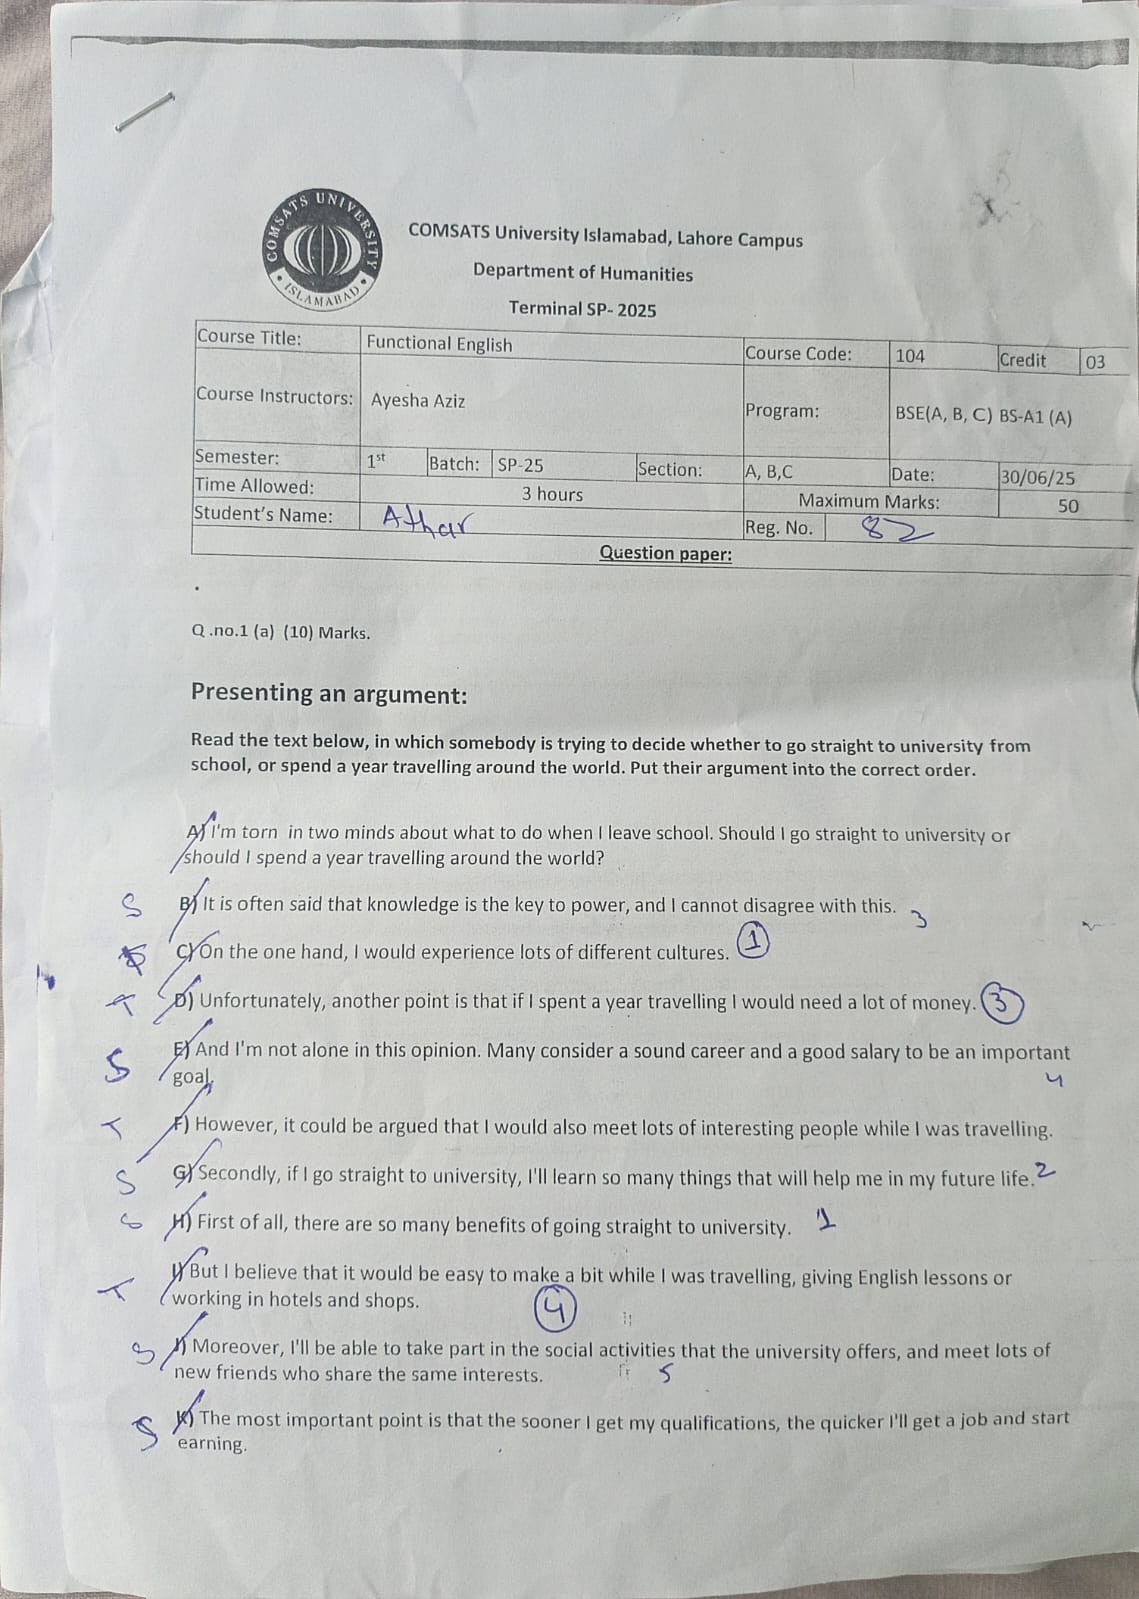 COMSATS UNIVERSITY
ISLAMABAD
COMSATS University Islamabad, Lahore Campus
Department of Humanities
Terminal SP- 2025
Course Title: Functional English Course Code: 104 Credit 03
Course Instructors: Ayesha Aziz Program: BSE(A, B, C) BS-A1 (A)
Semester: 1st Batch: SP-25 Section: A, B,C Date: 30/06/25
Time Allowed: 3 hours Maximum Marks: 50
Student's Name: Athar Reg. No. 82
Question paper:
Q .no.1 (a) (10) Marks.
Presenting an argument:
Read the text below, in which somebody is trying to decide whether to go straight to university from
school, or spend a year travelling around the world. Put their argument into the correct order.
A) I'm torn in two minds about what to do when I leave school. Should I go straight to university or
should I spend a year travelling around the world?
S B) It is often said that knowledge is the key to power, and I cannot disagree with this. 3
C) On the one hand, I would experience lots of different cultures. 1
T D) Unfortunately, another point is that if I spent a year travelling I would need a lot of money. 3
S E) And I'm not alone in this opinion. Many consider a sound career and a good salary to be an important
goal. 4
T F) However, it could be argued that I would also meet lots of interesting people while I was travelling.
S G) Secondly, if I go straight to university, I'll learn so many things that will help me in my future life. 2
S H) First of all, there are so many benefits of going straight to university. 1
T I) But I believe that it would be easy to make a bit while I was travelling, giving English lessons or
working in hotels and shops. 4
S J) Moreover, I'll be able to take part in the social activities that the university offers, and meet lots of
new friends who share the same interests. 5
S K) The most important point is that the sooner I get my qualifications, the quicker I'll get a job and start
earning.